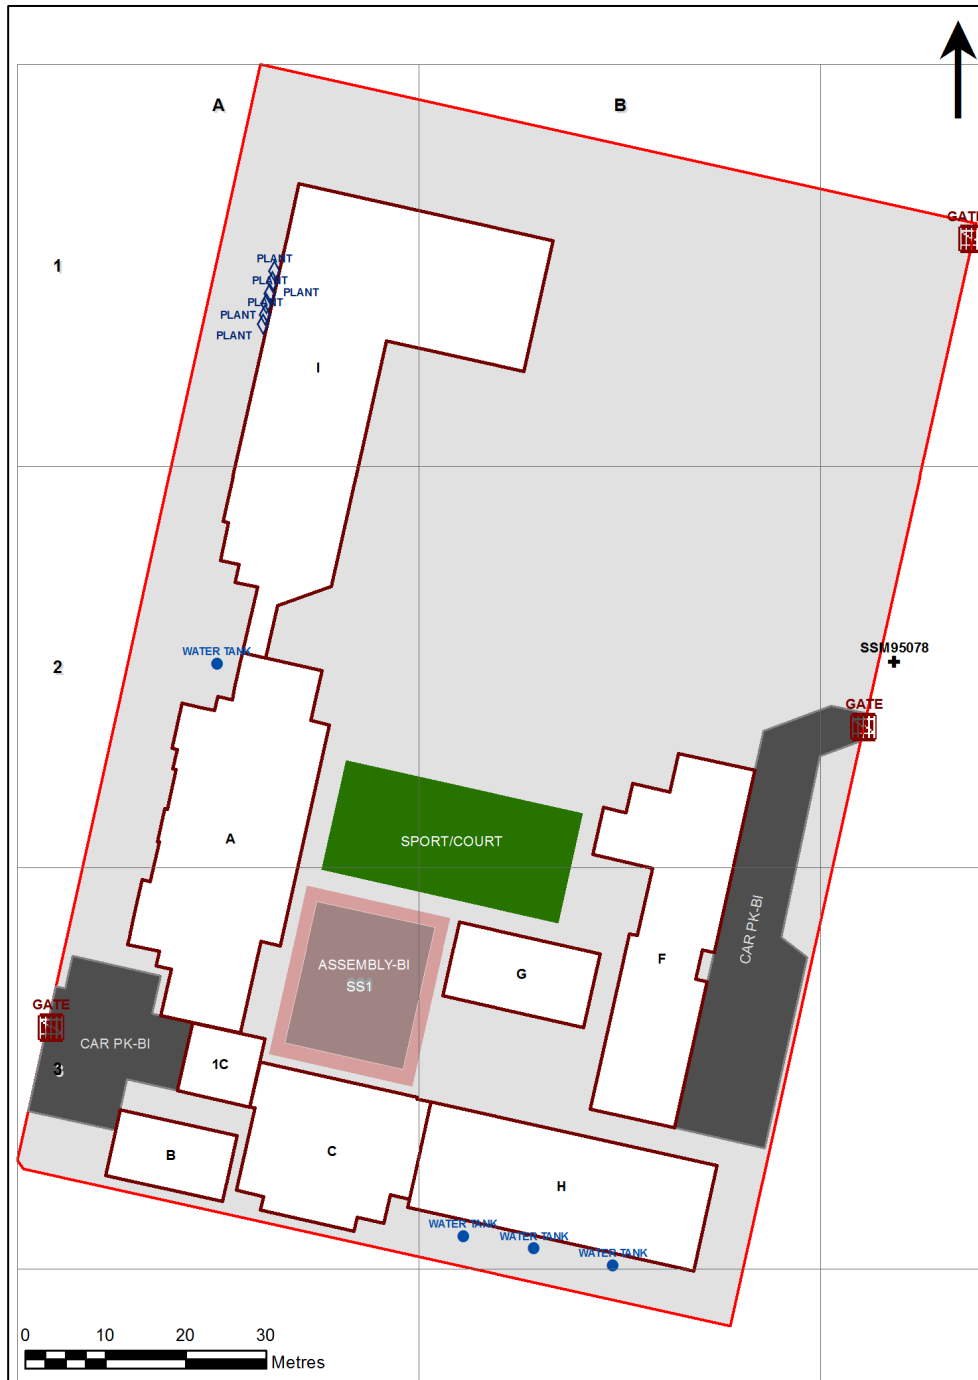 A
B
GATE
1
PLANT
PLANT
PLANT
PLANT
PLANT
PLANT
I
2
WATER TANK
SSM95078
GATE
A
SPORT/COURT
CAR PK-BI
F
G
ASSEMBLY-BI
SS1
GATE
CAR PK-BI
1C
3
B
C
H
WATER TANK
WATER TANK
WATER TANK
0 10 20 30
Metres